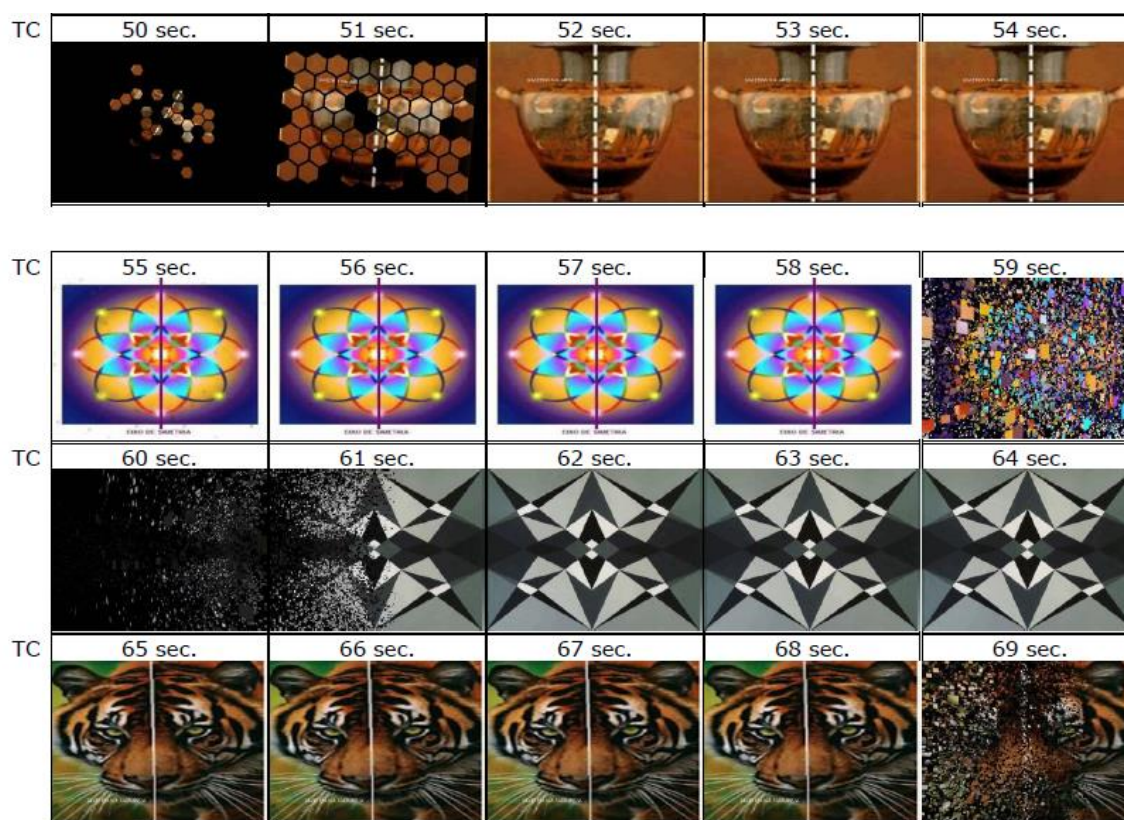 TC 50 sec. 51 sec. 52 sec. 53 sec. 54 sec.
TC 55 sec. 56 sec. 57 sec. 58 sec. 59 sec.
TC 60 sec. 61 sec. 62 sec. 63 sec. 64 sec.
TC 65 sec. 66 sec. 67 sec. 68 sec. 69 sec.